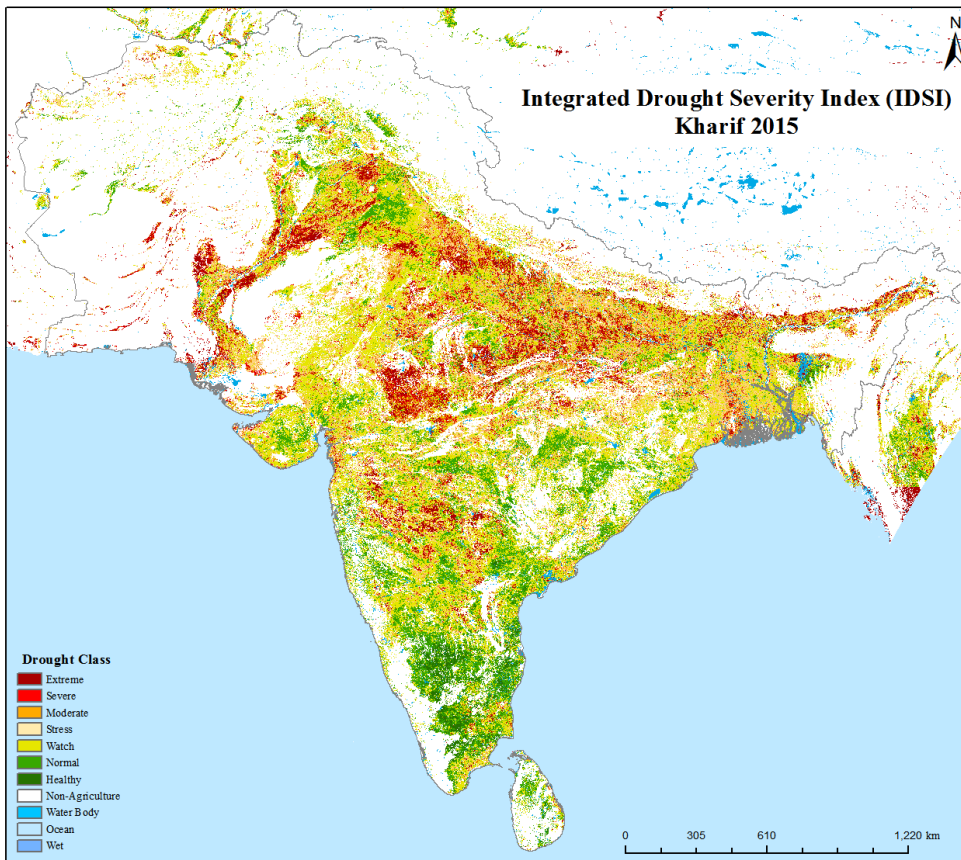 N
Integrated Drought Severity Index (IDSI)
Kharif 2015
Drought Class
Extreme
Severe
Moderate
Stress
Watch
Normal
Healthy
Non-Agriculture
Water Body
Ocean
Wet
0 305 610 1,220 km